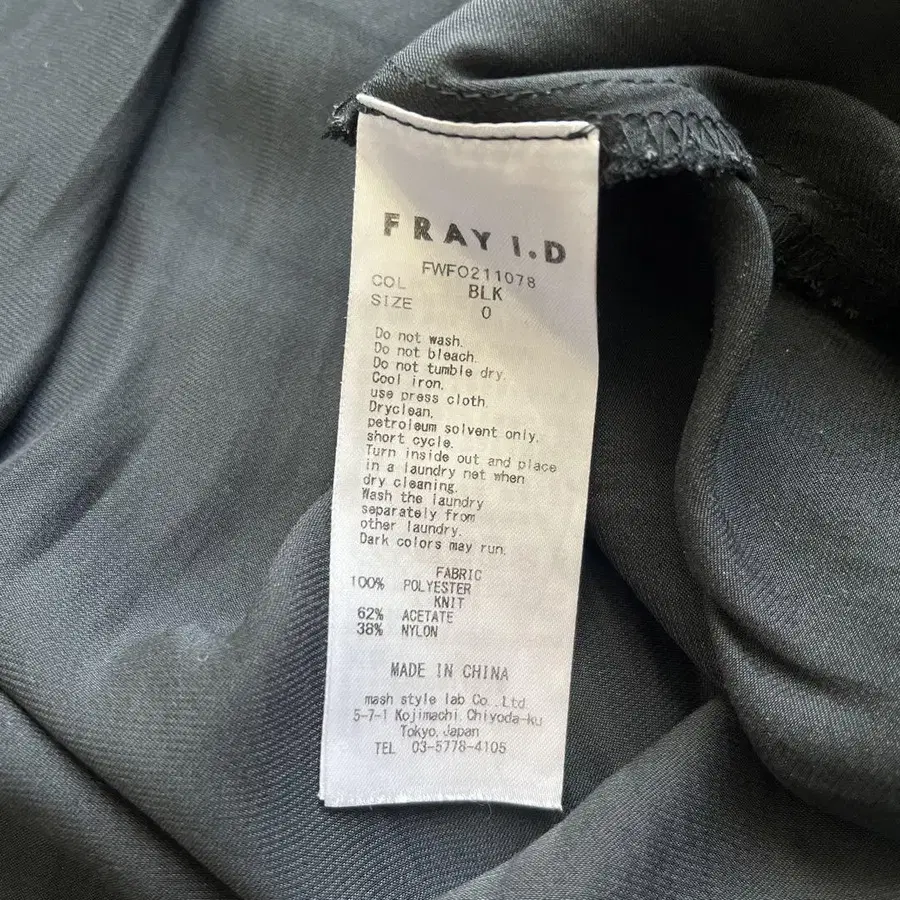 FRAY I.D
FWFO211078
COL BLK
SIZE 0
Do not wash.
Do not bleach.
Do not tumble dry.
Cool iron.
use press cloth.
Dryclean.
petroleum solvent only.
short cycle.
Turn inside out and place
in a laundry net when
dry cleaning.
Wash the laundry
separately from
other laundry.
Dark colors may run.
FABRIC
100% POLYESTER
KNIT
62% ACETATE
38% NYLON
MADE IN CHINA
mash style lab Co., Ltd.
5-7-1 Kojimachi Chiyoda-ku
Tokyo, Japan
TEL 03-5778-4105